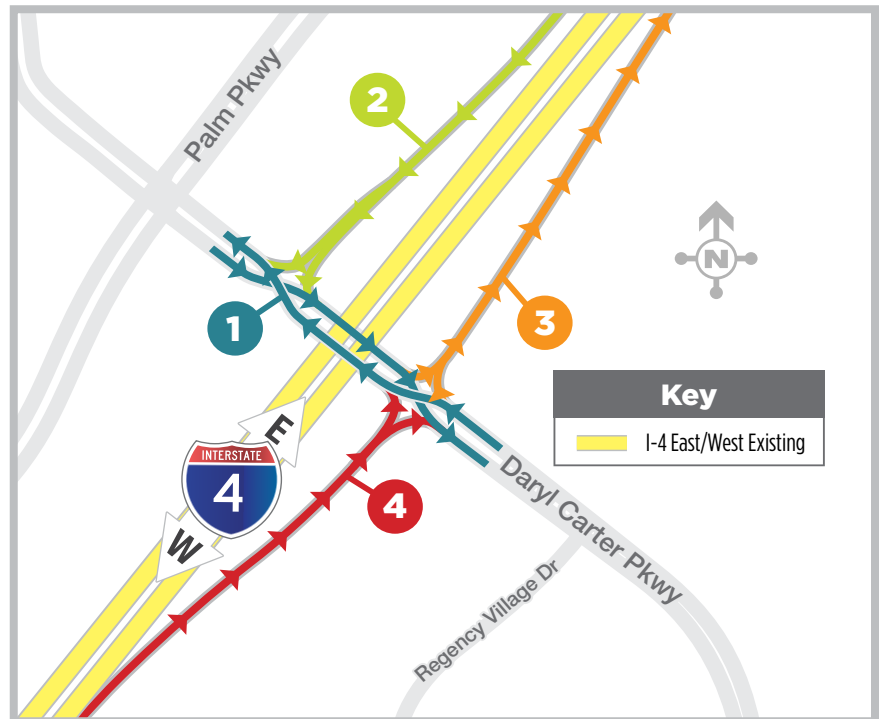 Palm Pkwy
2
N
3
1
Key
I-4 East/West Existing
E
INTERSTATE
4
W
4
Daryl Carter Pkwy
Regency Village Dr